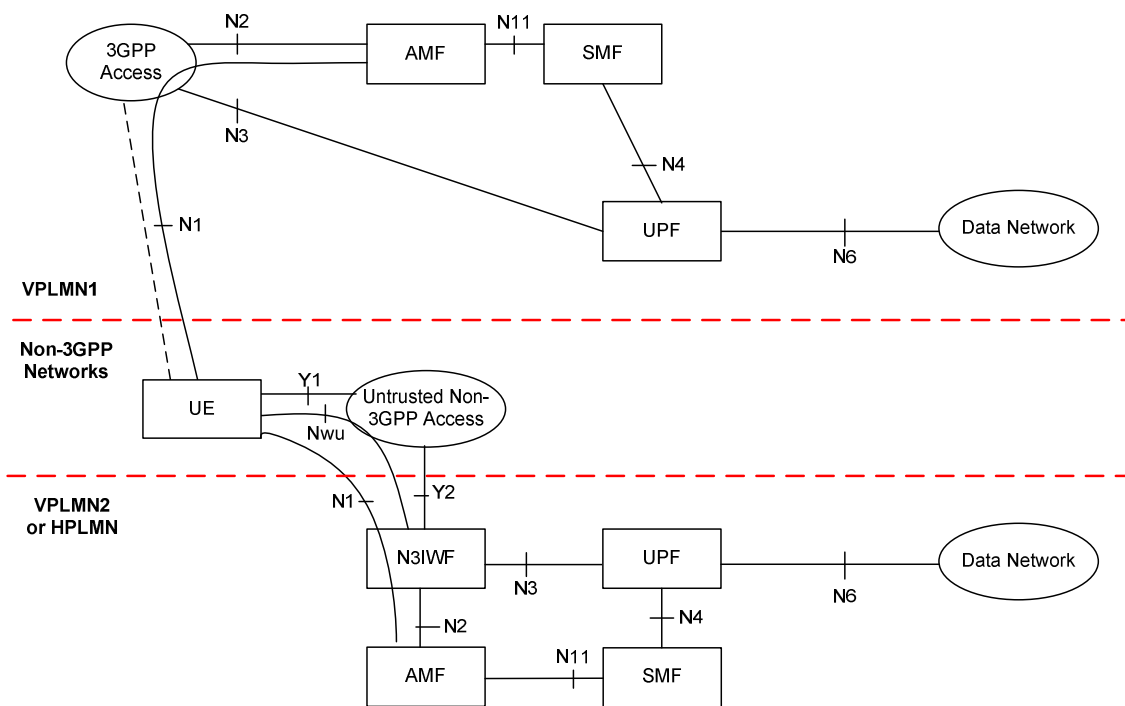 N2
3GPP
Access
AMF
N11
SMF
N3
N4
N1
UPF
N6
Data Network
VPLMN1
Non-3GPP
Networks
UE
Y1
Nwu
Untrusted Non-
3GPP Access
VPLMN2
or HPLMN
N1
Y2
N3IWF
N3
UPF
N6
Data Network
N2
N4
AMF
N11
SMF